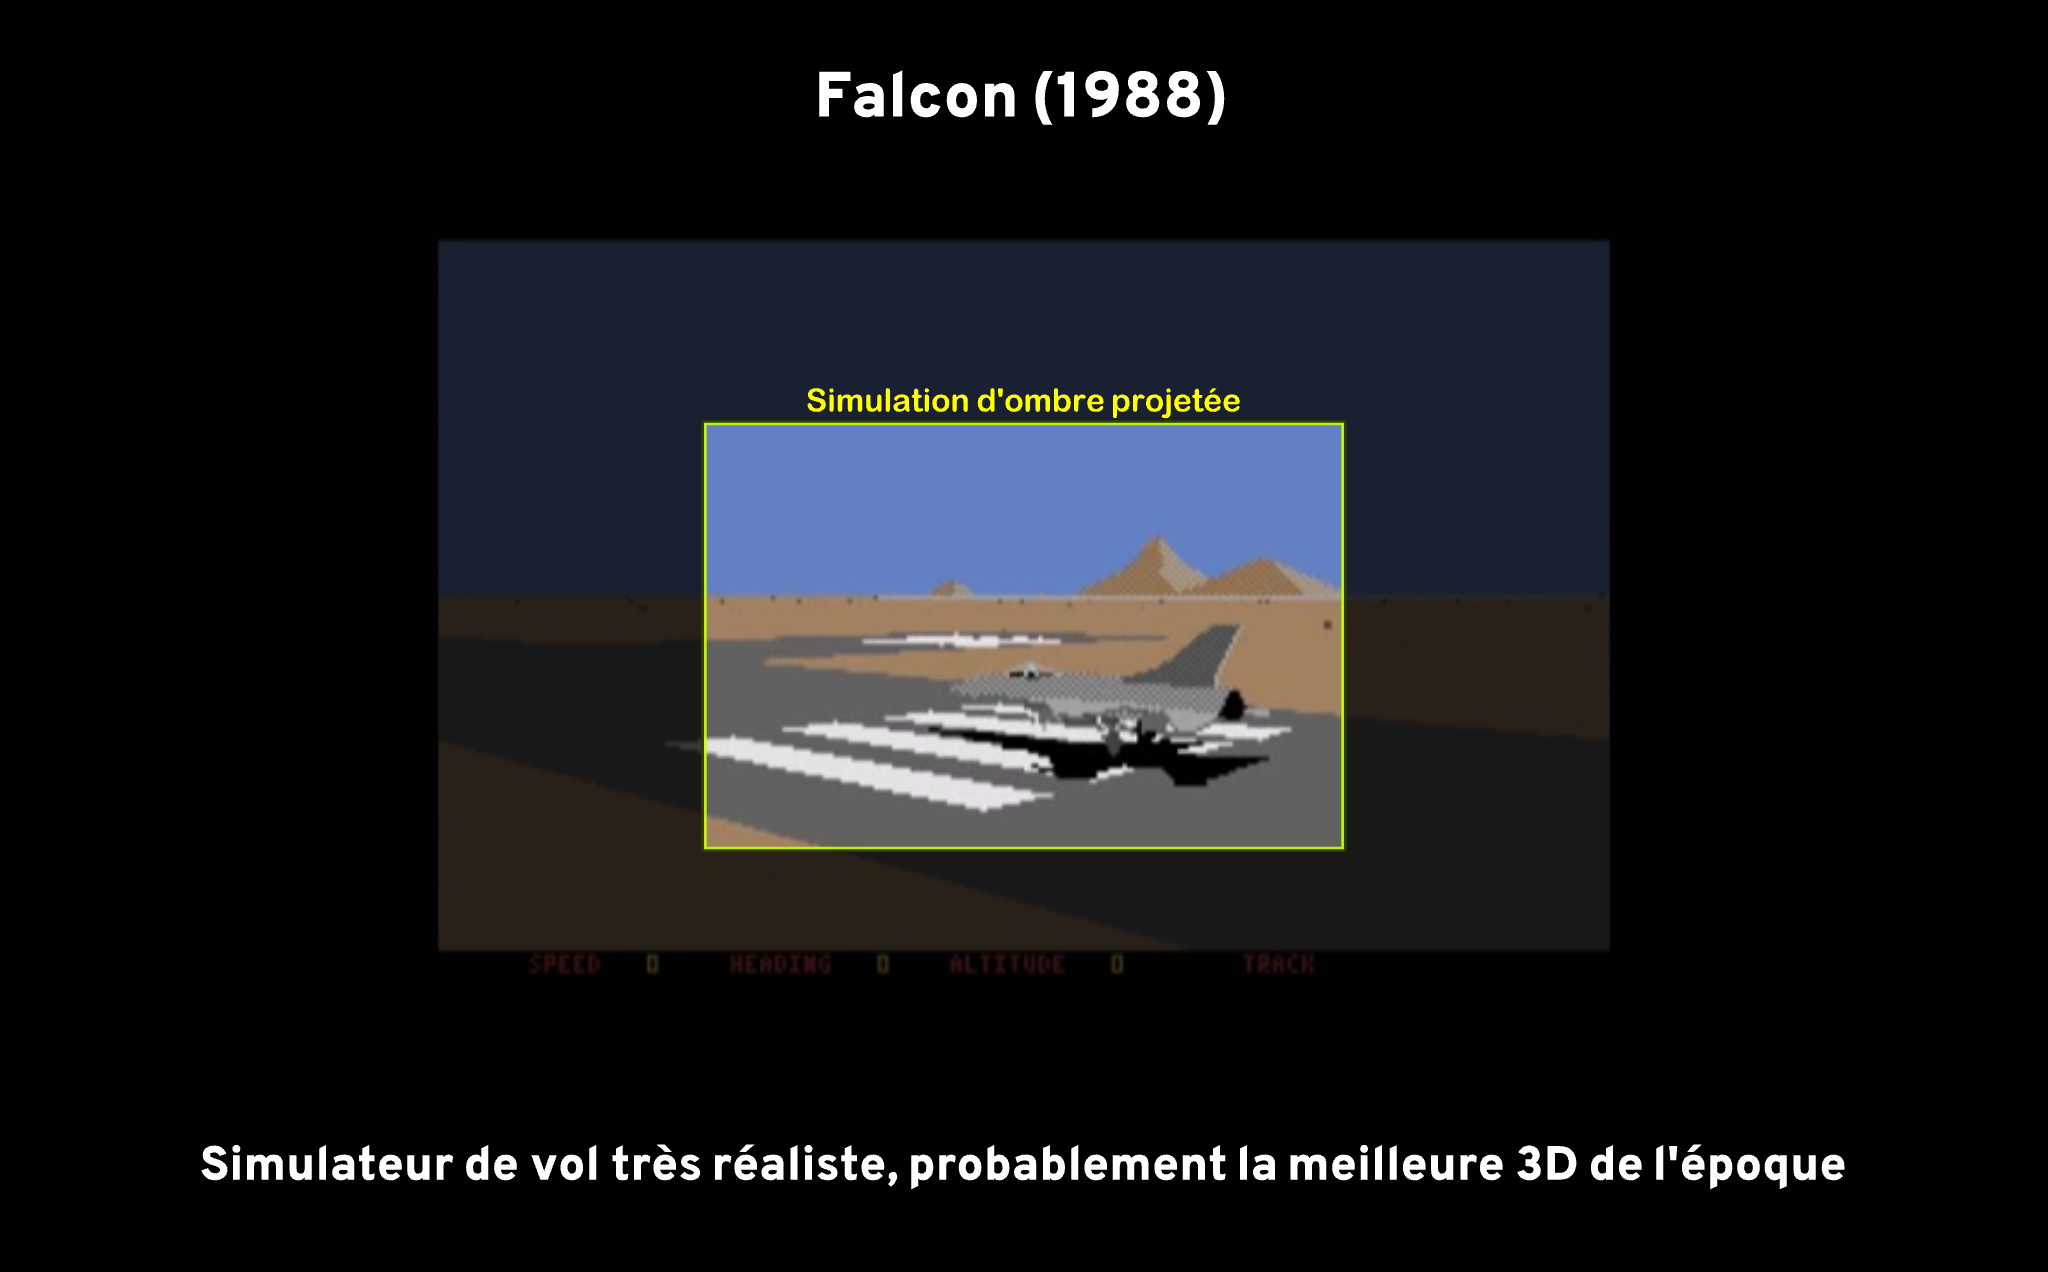 Falcon (1988)
Simulation d'ombre projetée
SPEED 0 HEADING 0 ALTITUDE 0 TRACK
Simulateur de vol très réaliste, probablement la meilleure 3D de l'époque